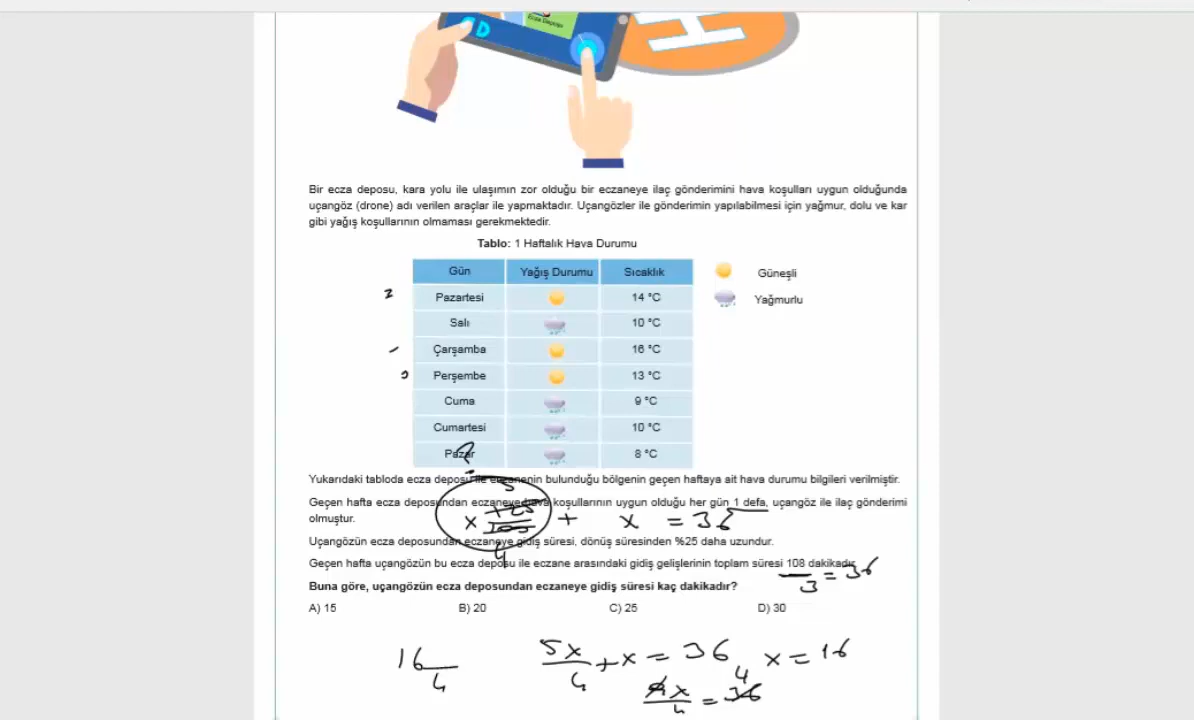 Ecza Deposu
H
Bir ecza deposu, kara yolu ile ulaşımın zor olduğu bir eczaneye ilaç gönderimini hava koşulları uygun olduğunda
uçangöz (drone) adı verilen araçlar ile yapmaktadır. Uçangözler ile gönderimin yapılabilmesi için yağmur, dolu ve kar
gibi yağış koşullarının olmaması gerekmektedir.
Tablo: 1 Haftalık Hava Durumu
Gün Yağış Durumu Sıcaklık
Güneşli
Pazartesi 14 °C
Yağmurlu
Salı 10 °C
Çarşamba 16 °C
Perşembe 13 °C
Cuma 9 °C
Cumartesi 10 °C
Pazar 8 °C
Yukarıdaki tabloda ecza deposu ile eczanenin bulunduğu bölgenin geçen haftaya ait hava durumu bilgileri verilmiştir.
Geçen hafta ecza deposundan eczaneye hava koşullarının uygun olduğu her gün 1 defa, uçangöz ile ilaç gönderimi
olmuştur.
x 125/100 5/4 + x = 36
Uçangözün ecza deposundan eczaneye gidiş süresi, dönüş süresinden %25 daha uzundur.
Geçen hafta uçangözün bu ecza deposu ile eczane arasındaki gidiş gelişlerinin toplam süresi 108 dakikadır.
3 = 36
Buna göre, uçangözün ecza deposundan eczaneye gidiş süresi kaç dakikadır?
A) 15 B) 20 C) 25 D) 30
16/4
5x/4 + x = 36
x = 16
9x/4 = 36 4